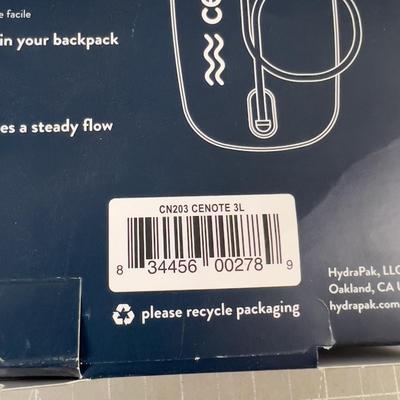 e facile
in your backpack
ce
es a steady flow
CN203 CENOTE 3L
8 34456 00278 9
please recycle packaging
HydraPak, LLC
Oakland, CA U
hydrapak.com